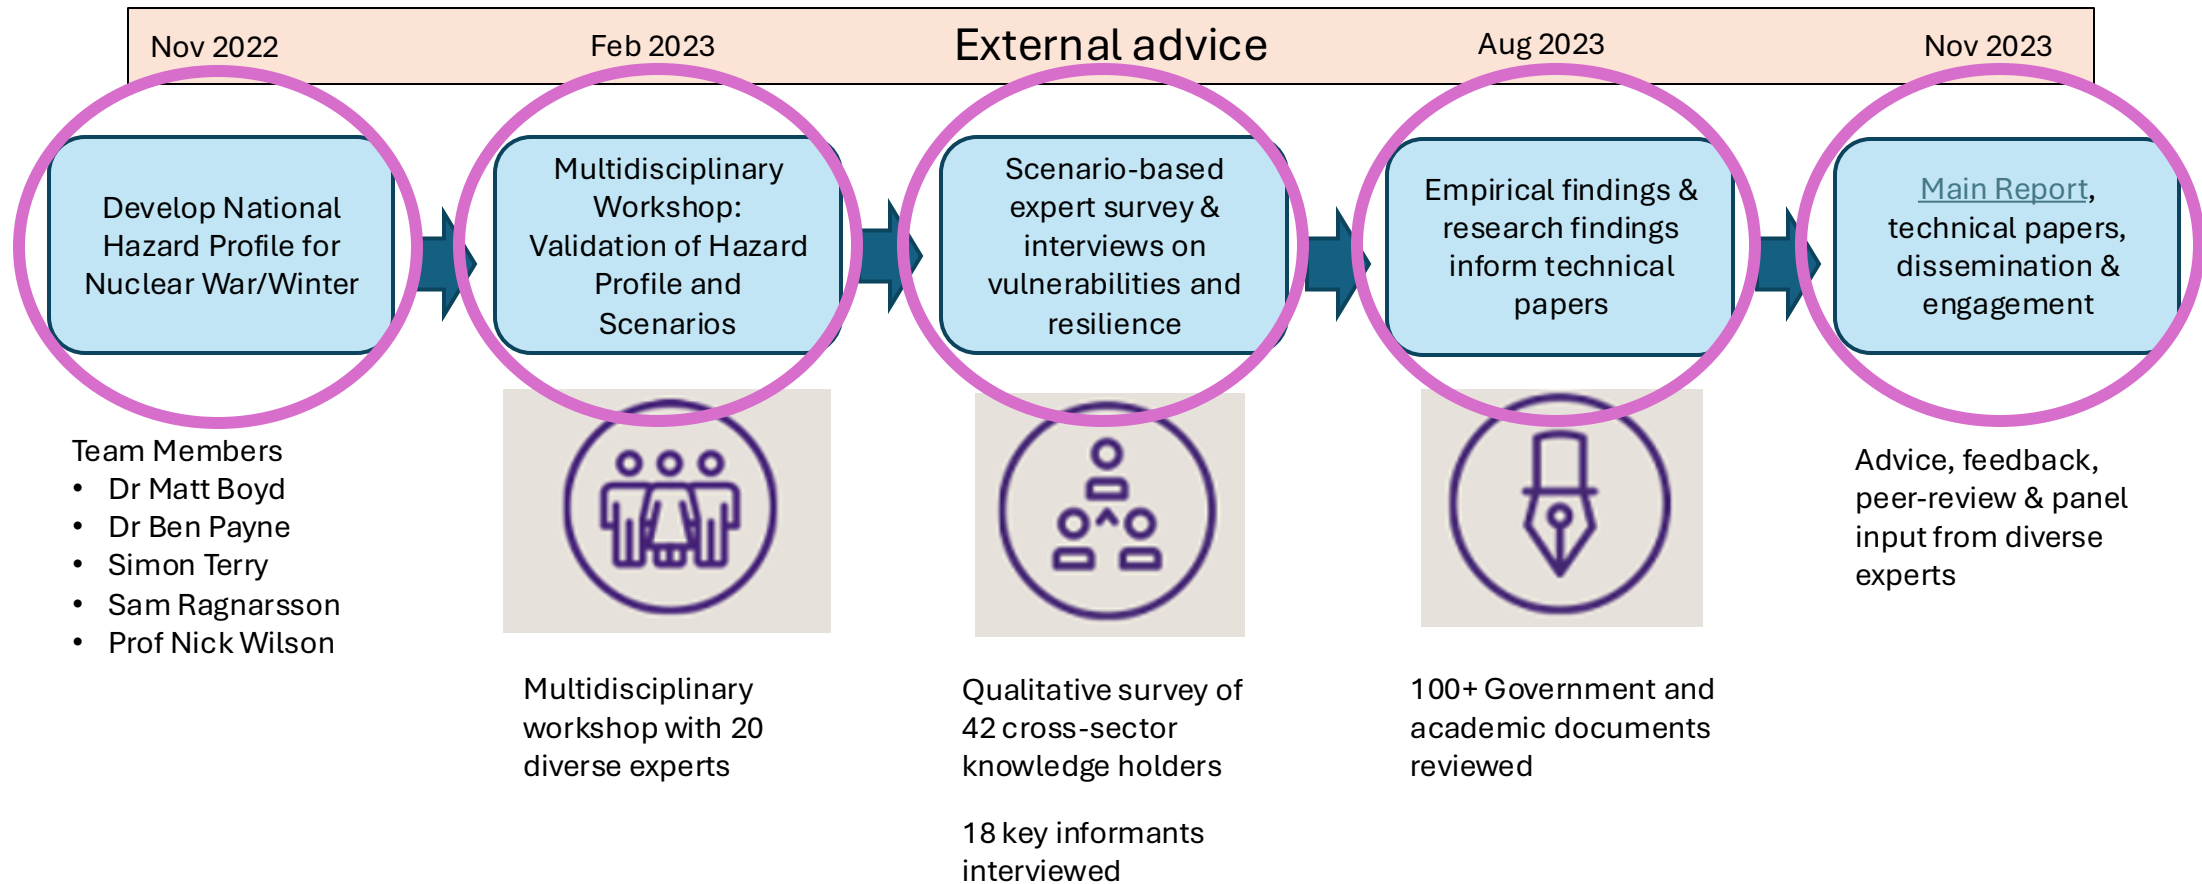 Nov 2022
Feb 2023
External advice
Aug 2023
Nov 2023
Develop National
Hazard Profile for
Nuclear War/Winter
Multidisciplinary
Workshop:
Validation of Hazard
Profile and
Scenarios
Scenario-based
expert survey &
interviews on
vulnerabilities and
resilience
Empirical findings &
research findings
inform technical
papers
Main Report,
technical papers,
dissemination &
engagement
Team Members
• Dr Matt Boyd
• Dr Ben Payne
• Simon Terry
• Sam Ragnarsson
• Prof Nick Wilson
Multidisciplinary
workshop with 20
diverse experts
Qualitative survey of
42 cross-sector
knowledge holders
18 key informants
interviewed
100+ Government and
academic documents
reviewed
Advice, feedback,
peer-review & panel
input from diverse
experts